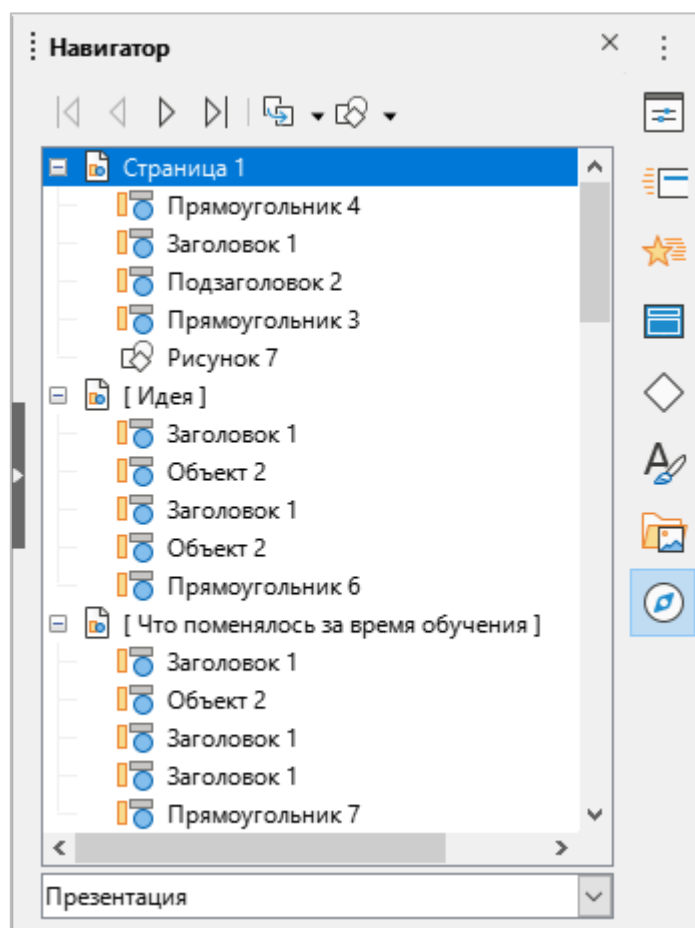 Навигатор
Страница 1
Прямоугольник 4
Заголовок 1
Подзаголовок 2
Прямоугольник 3
Рисунок 7
[ Идея ]
Заголовок 1
Объект 2
Заголовок 1
Объект 2
Прямоугольник 6
[ Что поменялось за время обучения ]
Заголовок 1
Объект 2
Заголовок 1
Заголовок 1
Прямоугольник 7
Презентация